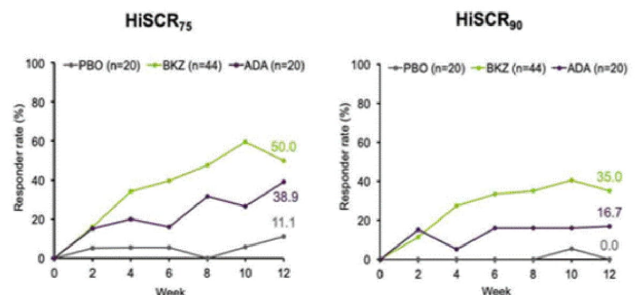 HiSCR75
PBO (n=20) BKZ (n=44) ADA (n=20)
100
80
60
40
20
0
Responder rate (%)
50.0
38.9
11.1
0 2 4 6 8 10 12
Week
HiSCR90
PBO (n=20) BKZ (n=44) ADA (n=20)
100
80
60
40
20
0
Responder rate (%)
35.0
16.7
0.0
0 2 4 6 8 10 12
Week